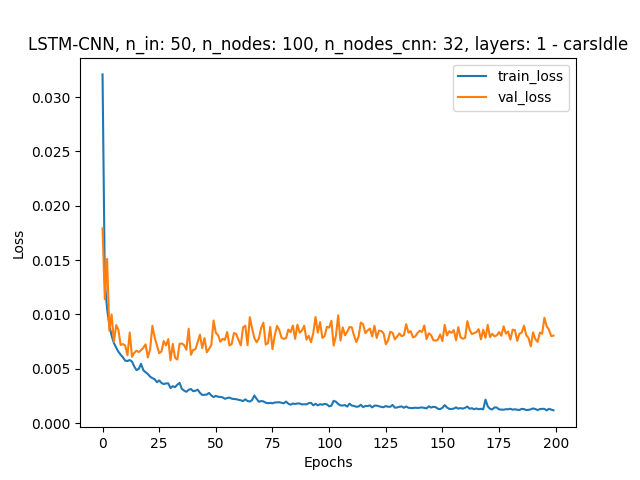 LSTM-CNN, n_in: 50, n_nodes: 100, n_nodes_cnn: 32, layers: 1 - carsIdle
train_loss
val_loss
0.030
0.025
0.020
0.015
0.010
0.005
0.000
Loss
0 25 50 75 100 125 150 175 200
Epochs